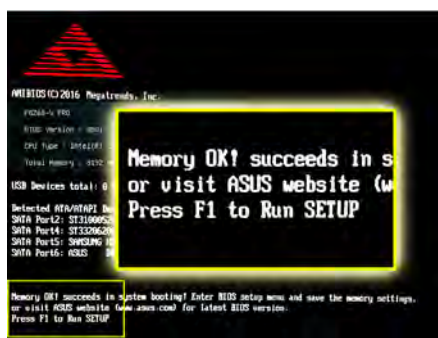 AMIBIOS(C)2016 Megatrends, Inc.
PRO
BIOS Version :
CPU Type : Intel(R)
Total Memory : 8192
USB Devices total: 0
Detected ATA/ATAPI
SATA Port2:
SATA Port4:
SATA Port5: SAMSUNG
SATA Port6: ASUS
Memory OK! succeeds in s
or visit ASUS website (w
Press F1 to Run SETUP
Memory OK! succeeds in system booting! Enter BIOS setup menu and save the memory settings,
or visit ASUS website (www.asus.com) for latest BIOS version.
Press F1 to Run SETUP